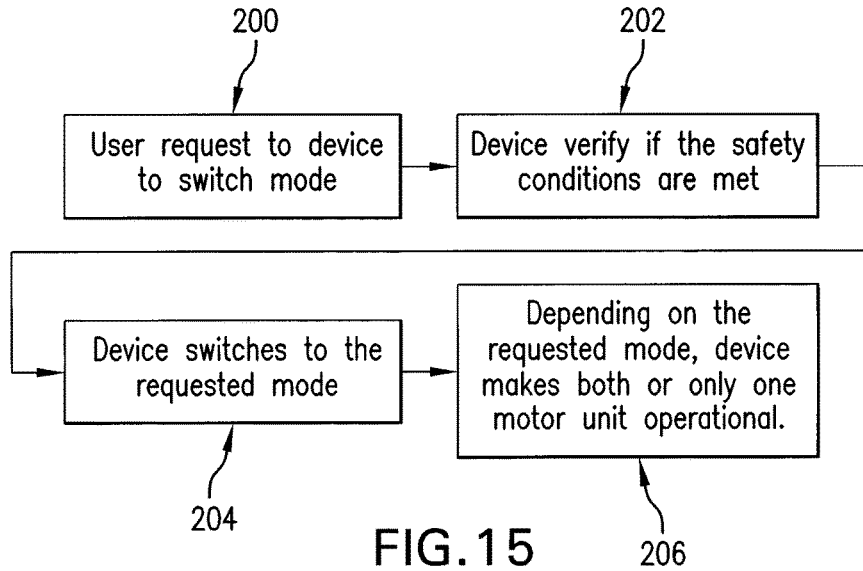 200
202
User request to device
to switch mode
Device verify if the safety
conditions are met
Device switches to the
requested mode
Depending on the
requested mode, device
makes both or only one
motor unit operational.
204
206
FIG.15